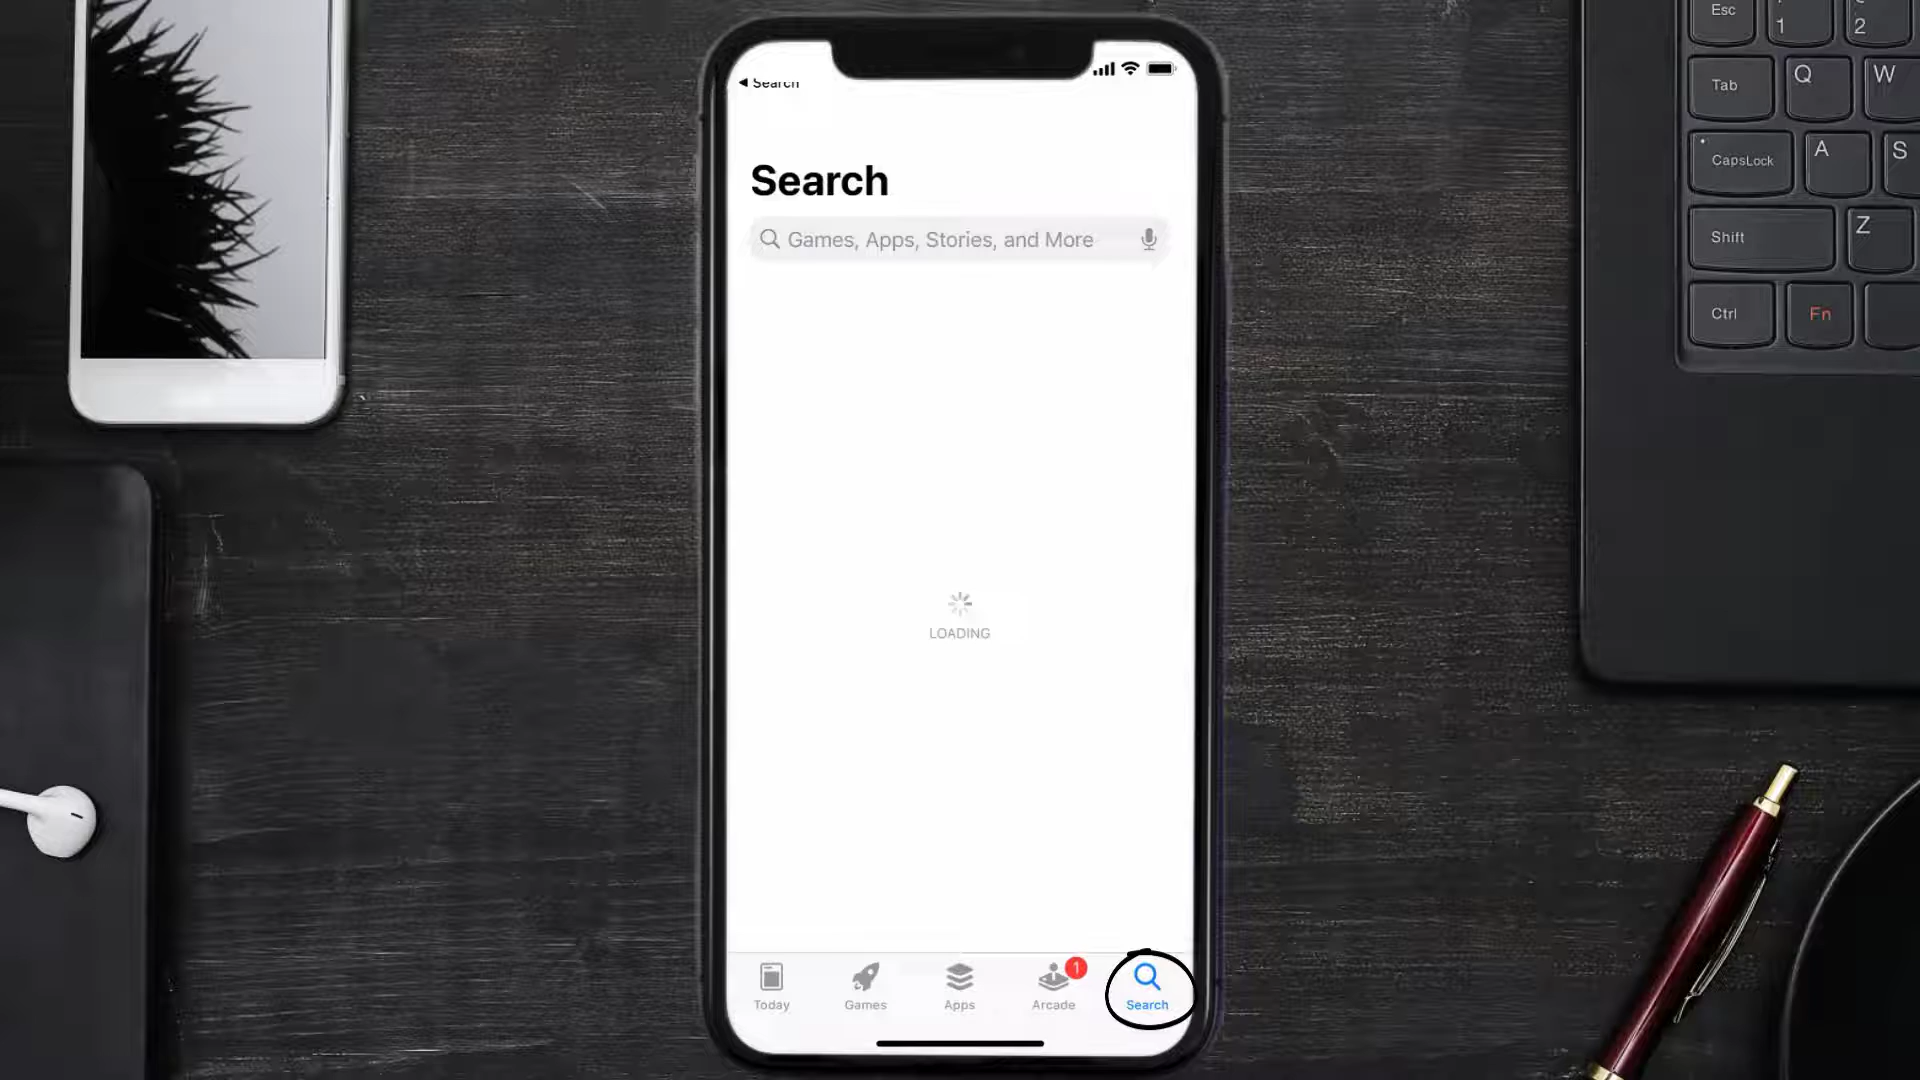 Search
Search
Games, Apps, Stories, and More
LOADING
Today
Games
Apps
Arcade
1
Search
Esc
1
2
Tab
Q
W
CapsLock
A
S
Shift
Z
Ctrl
Fn